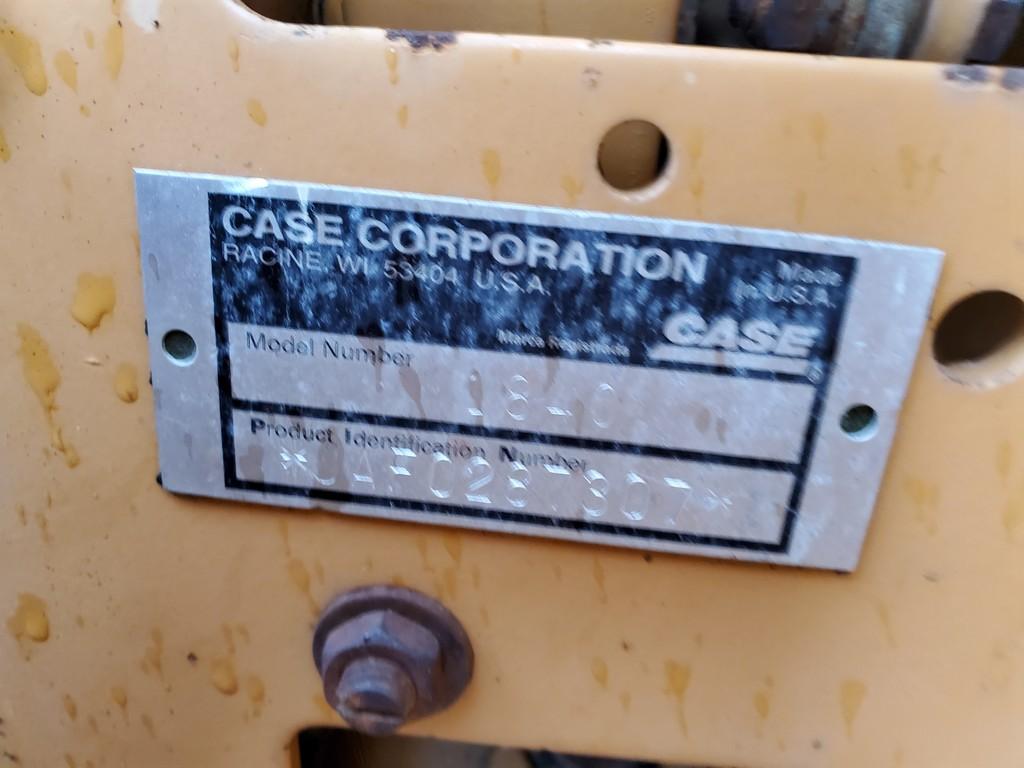 CASE CORPORATION
RACINE, WI 53404 U.S.A.
Made
in U.S.A.
Marca Registrada
CASE®
Model Number
Product Identification Number